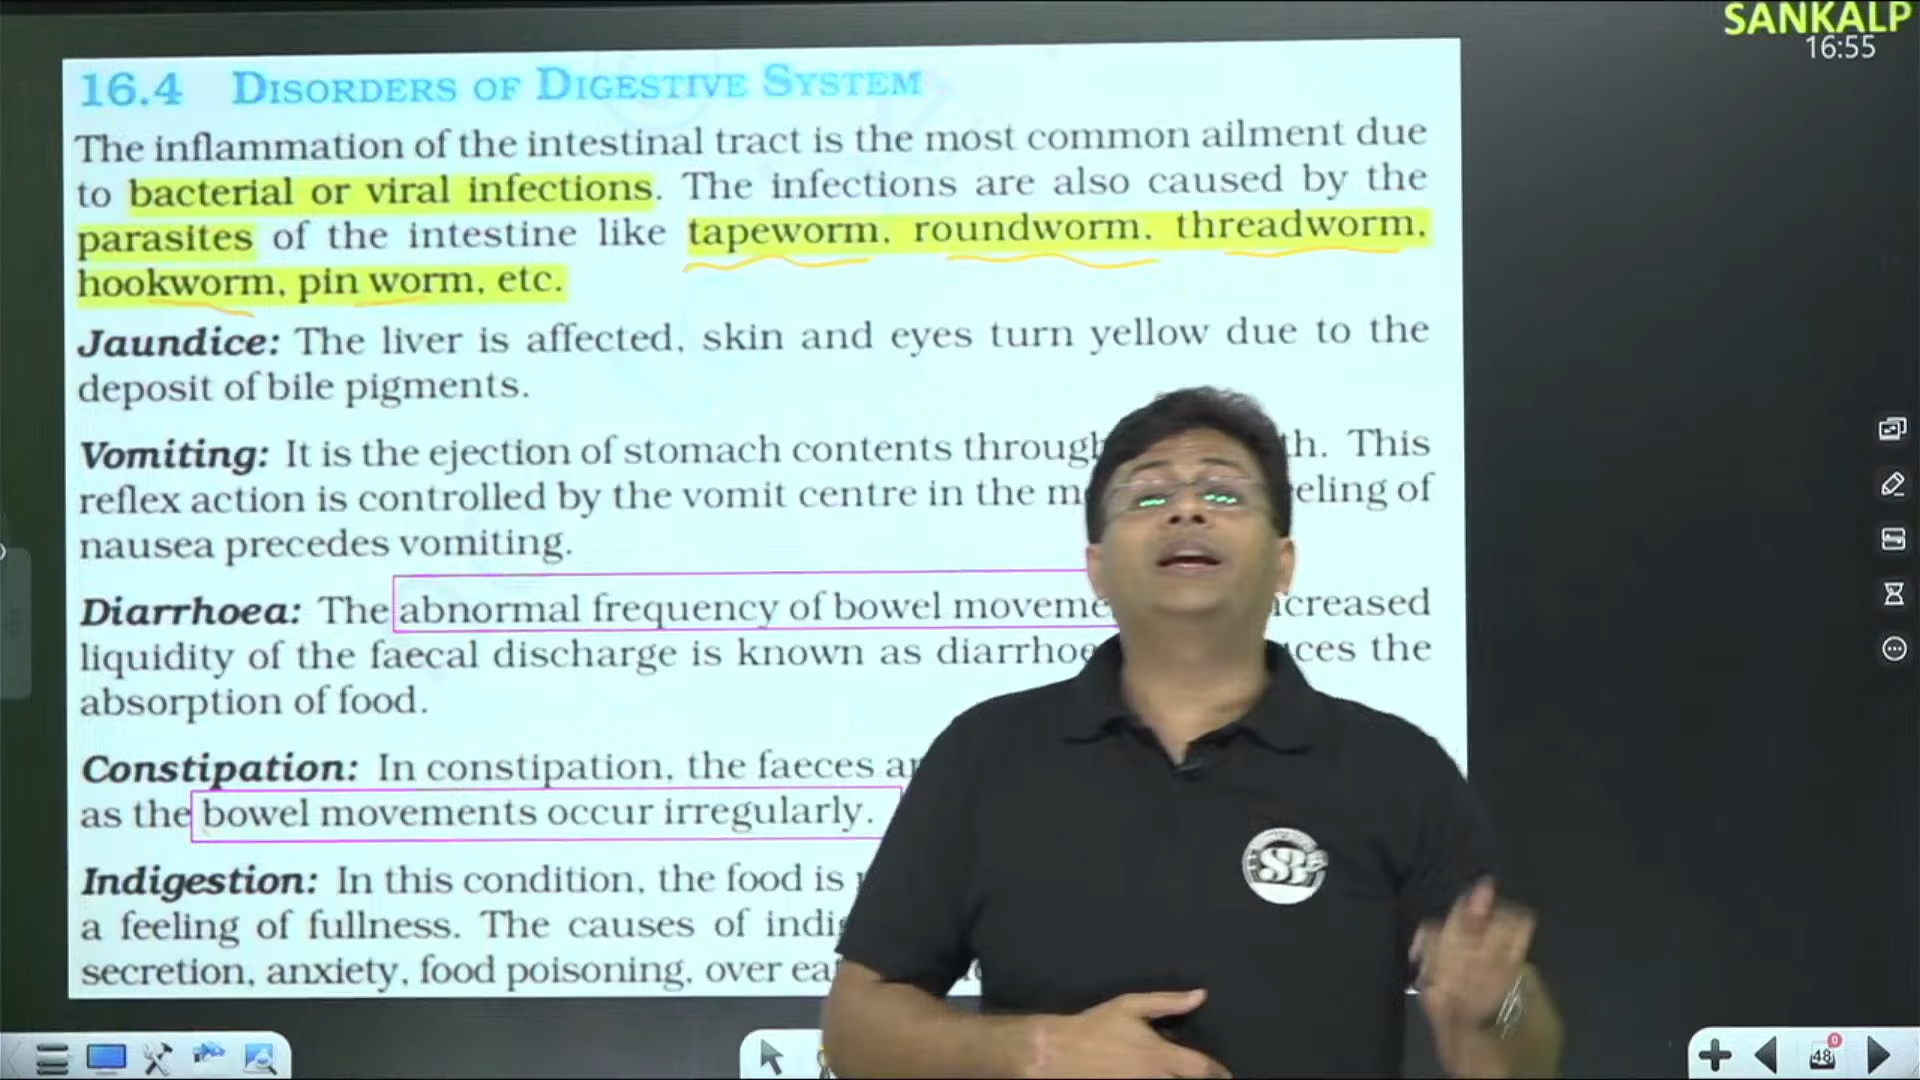 SANKALP
16:55
16.4 DISORDERS OF DIGESTIVE SYSTEM
The inflammation of the intestinal tract is the most common ailment due
to bacterial or viral infections. The infections are also caused by the
parasites of the intestine like tapeworm, roundworm, threadworm,
hookworm, pin worm, etc.
Jaundice: The liver is affected, skin and eyes turn yellow due to the
deposit of bile pigments.
Vomiting: It is the ejection of stomach contents through th. This
reflex action is controlled by the vomit centre in the m eling of
nausea precedes vomiting.
Diarrhoea: The abnormal frequency of bowel moveme creased
liquidity of the faecal discharge is known as diarrhoe ces the
absorption of food.
Constipation: In constipation, the faeces a
as the bowel movements occur irregularly.
Indigestion: In this condition, the food is
a feeling of fullness. The causes of indi
secretion, anxiety, food poisoning, over ea
SBS
48
0